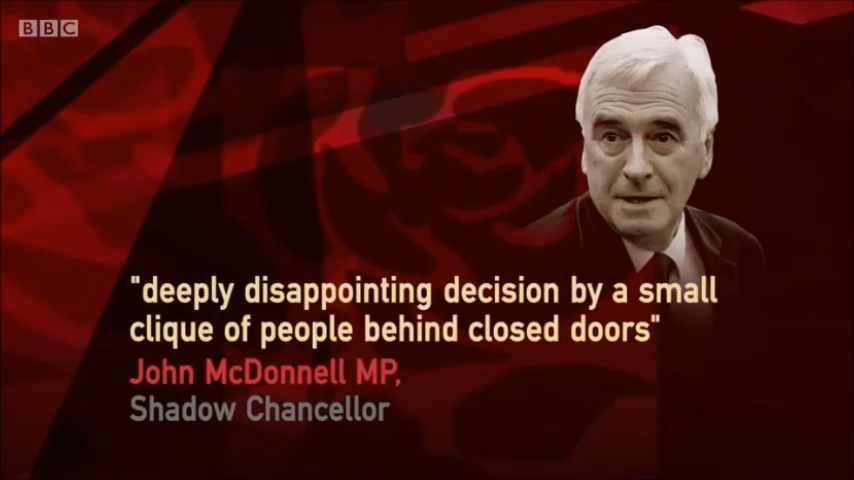 BBC
"deeply disappointing decision by a small
clique of people behind closed doors"
John McDonnell MP,
Shadow Chancellor